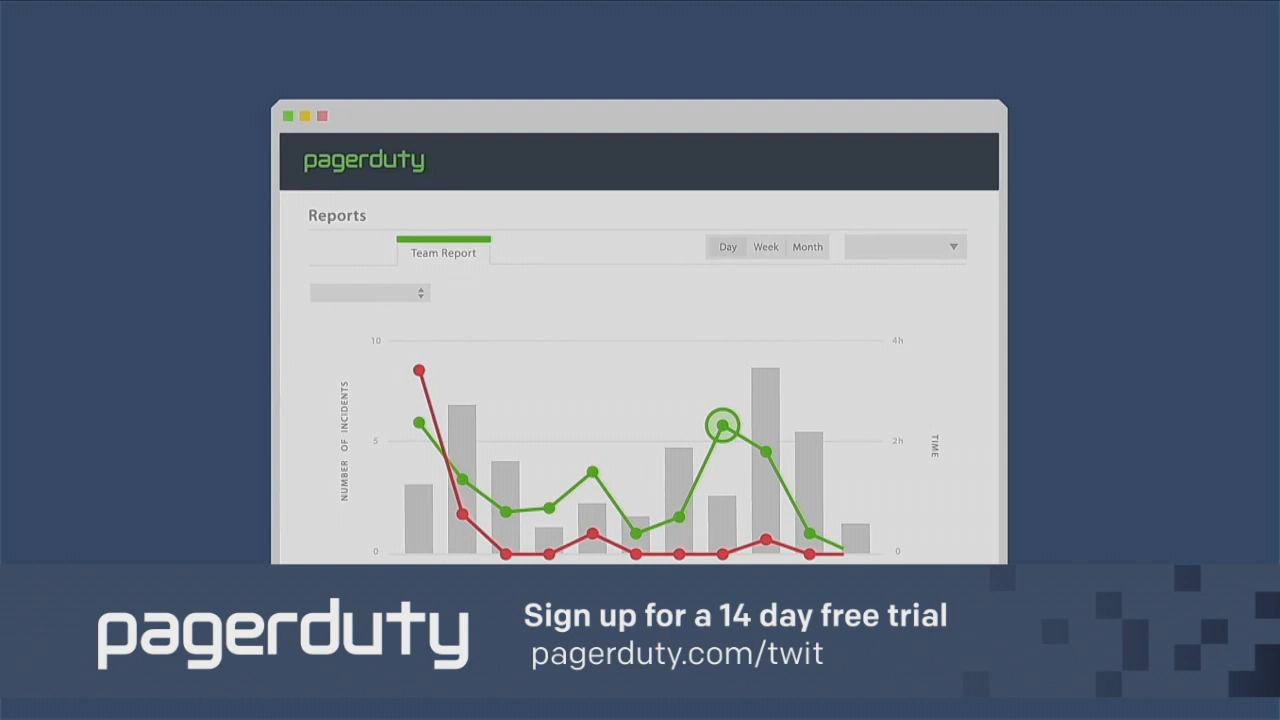 pagerduty
Reports
Team Report
Day Week Month
10
4h
NUMBER OF INCIDENTS
5
2h
TIME
0
0
pagerduty
Sign up for a 14 day free trial
pagerduty.com/twit